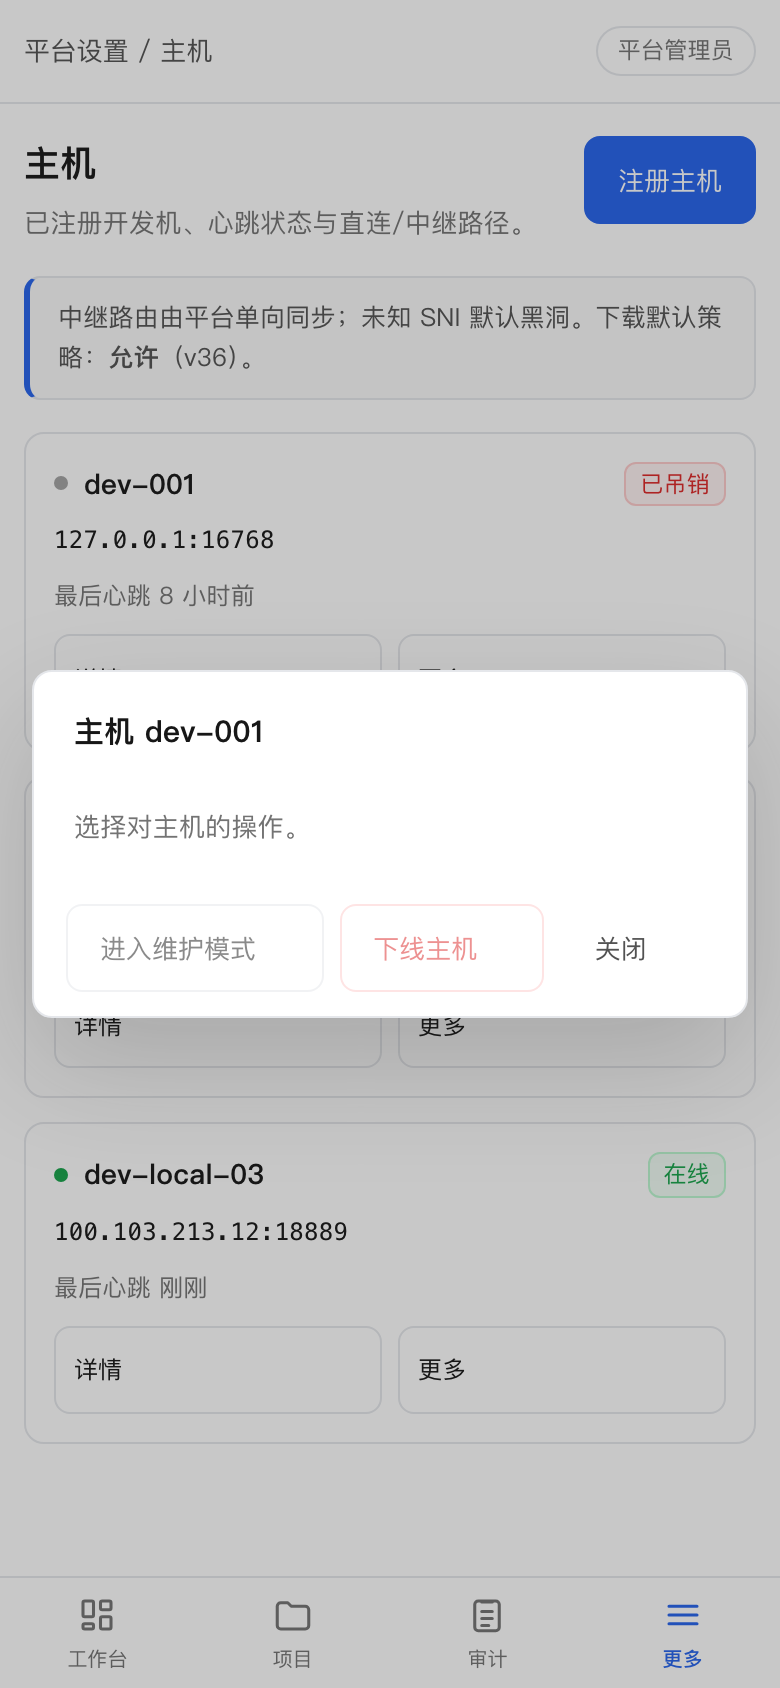 平台设置 / 主机
平台管理员
主机
注册主机
已注册开发机、心跳状态与直连/中继路径。
中继路由由平台单向同步；未知 SNI 默认黑洞。下载默认策
略：允许（v36）。
dev-001
已吊销
127.0.0.1:16768
最后心跳 8 小时前
主机 dev-001
选择对主机的操作。
进入维护模式
下线主机
关闭
详情
更多
dev-local-03
在线
100.103.213.12:18889
最后心跳 刚刚
详情
更多
工作台
项目
审计
更多